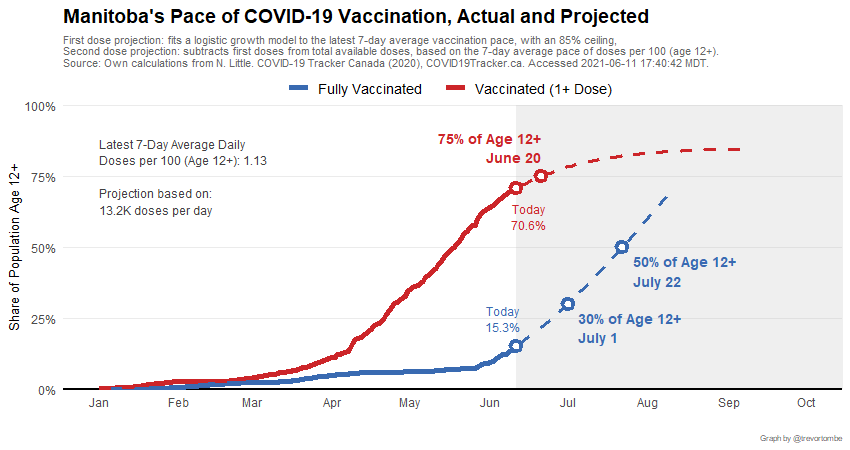 Manitoba's Pace of COVID-19 Vaccination, Actual and Projected
First dose projection: fits a logistic growth model to the latest 7-day average vaccination pace, with an 85% ceiling,
Second dose projection: subtracts first doses from total available doses, based on the 7-day average pace of doses per 100 (age 12+).
Source: Own calculations from N. Little. COVID-19 Tracker Canada (2020), COVID19Tracker.ca. Accessed 2021-06-11 17:40:42 MDT.
Fully Vaccinated
Vaccinated (1+ Dose)
Share of Population Age 12+
100%
75%
50%
25%
0%
Latest 7-Day Average Daily
Doses per 100 (Age 12+): 1.13
Projection based on:
13.2K doses per day
75% of Age 12+
June 20
Today
70.6%
50% of Age 12+
July 22
Today
15.3%
30% of Age 12+
July 1
Jan
Feb
Mar
Apr
May
Jun
Jul
Aug
Sep
Oct
Graph by @trevortombe